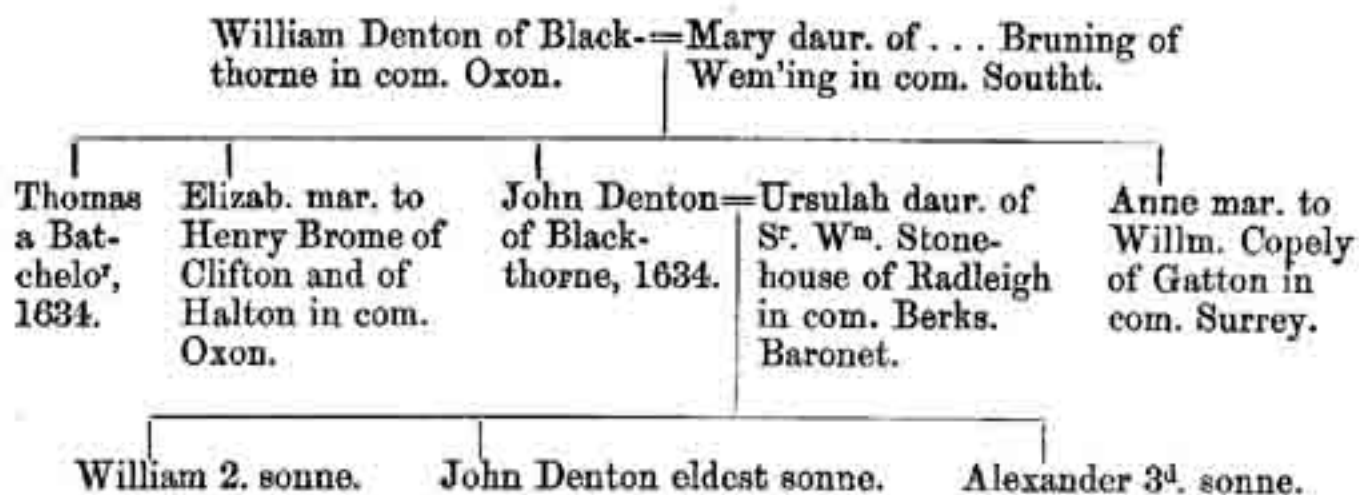 William Denton of Black-=Mary daur. of . . . Bruning of
thorne in com. Oxon. Wem'ing in com. Southt.
Thomas
a Bat-
cheloʳ,
1634.
Elizab. mar. to
Henry Brome of
Clifton and of
Halton in com.
Oxon.
John Denton=Ursulah daur. of
of Black-
thorne, 1634.
Sʳ. Wᵐ. Stone-
house of Radleigh
in com. Berks.
Baronet.
Anne mar. to
Willm. Copely
of Gatton in
com. Surrey.
William 2. sonne. John Denton eldest sonne. Alexander 3ᵈ. sonne.